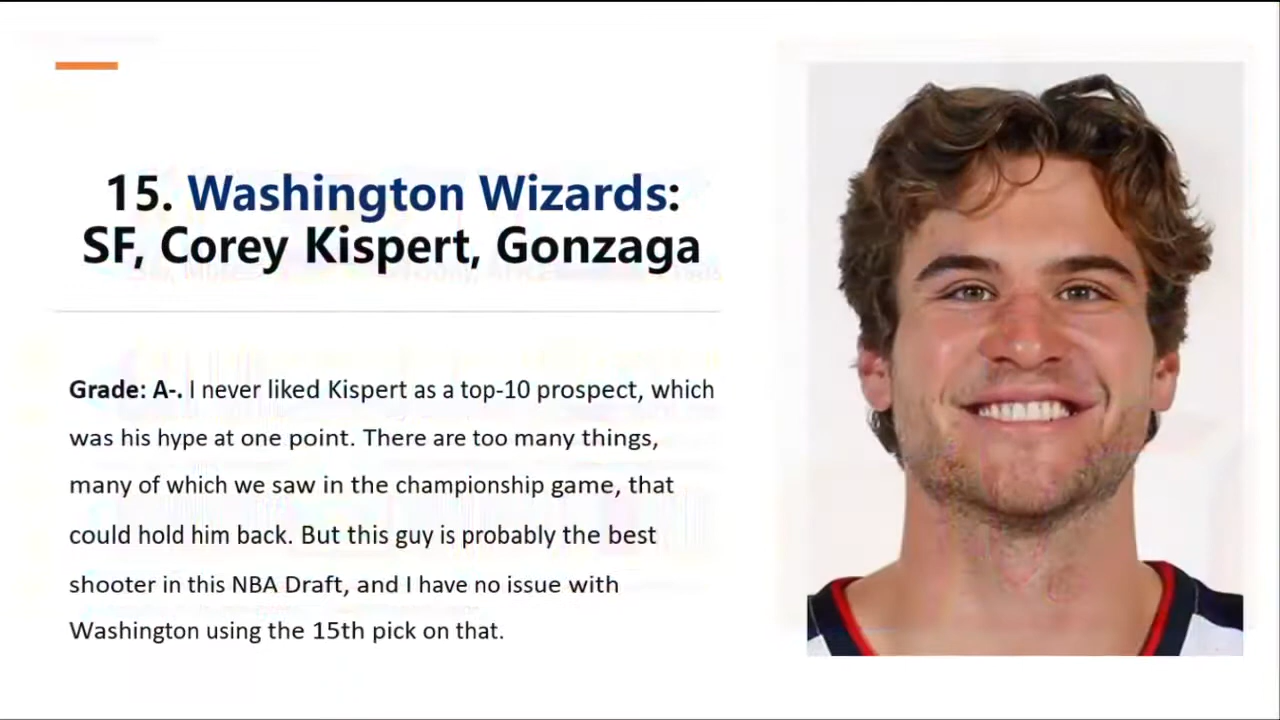 15. Washington Wizards:
SF, Corey Kispert, Gonzaga
Grade: A-. I never liked Kispert as a top-10 prospect, which
was his hype at one point. There are too many things,
many of which we saw in the championship game, that
could hold him back. But this guy is probably the best
shooter in this NBA Draft, and I have no issue with
Washington using the 15th pick on that.